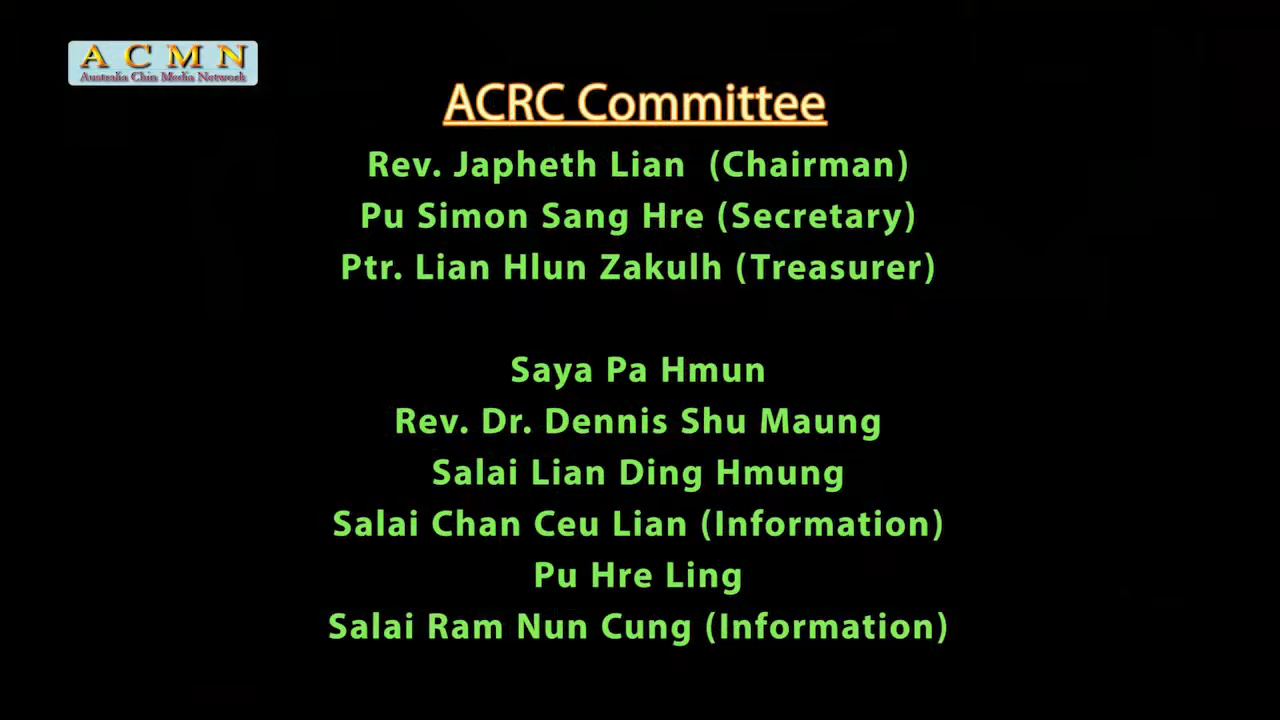 A C M N
Australia Chin Media Network
ACRC Committee
Rev. Japheth Lian (Chairman)
Pu Simon Sang Hre (Secretary)
Ptr. Lian Hlun Zakulh (Treasurer)
Saya Pa Hmun
Rev. Dr. Dennis Shu Maung
Salai Lian Ding Hmung
Salai Chan Ceu Lian (Information)
Pu Hre Ling
Salai Ram Nun Cung (Information)